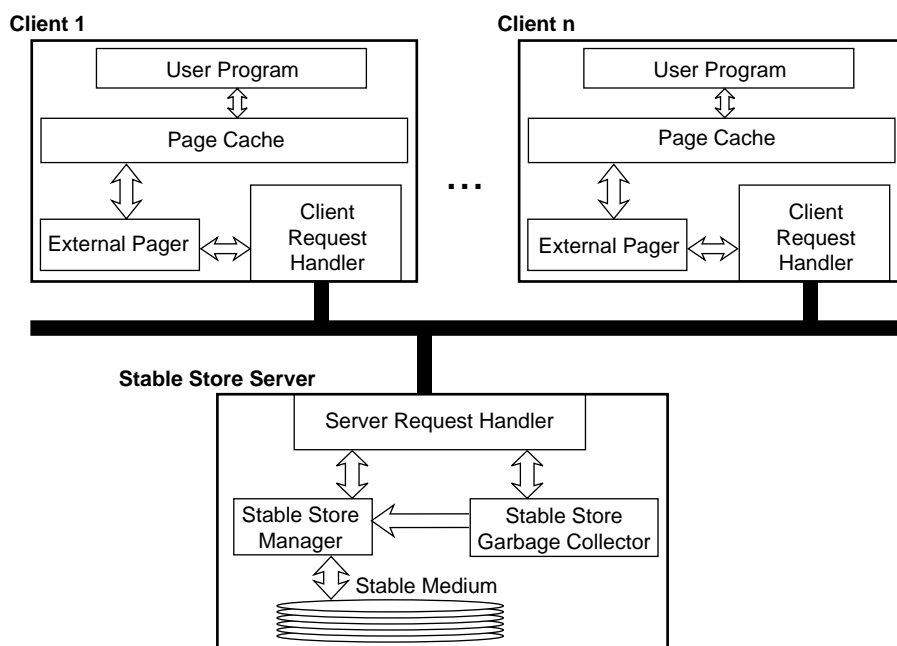 Client 1
User Program
Page Cache
External Pager
Client
Request
Handler
...
Client n
User Program
Page Cache
External Pager
Client
Request
Handler
Stable Store Server
Server Request Handler
Stable Store
Manager
Stable Store
Garbage Collector
Stable Medium